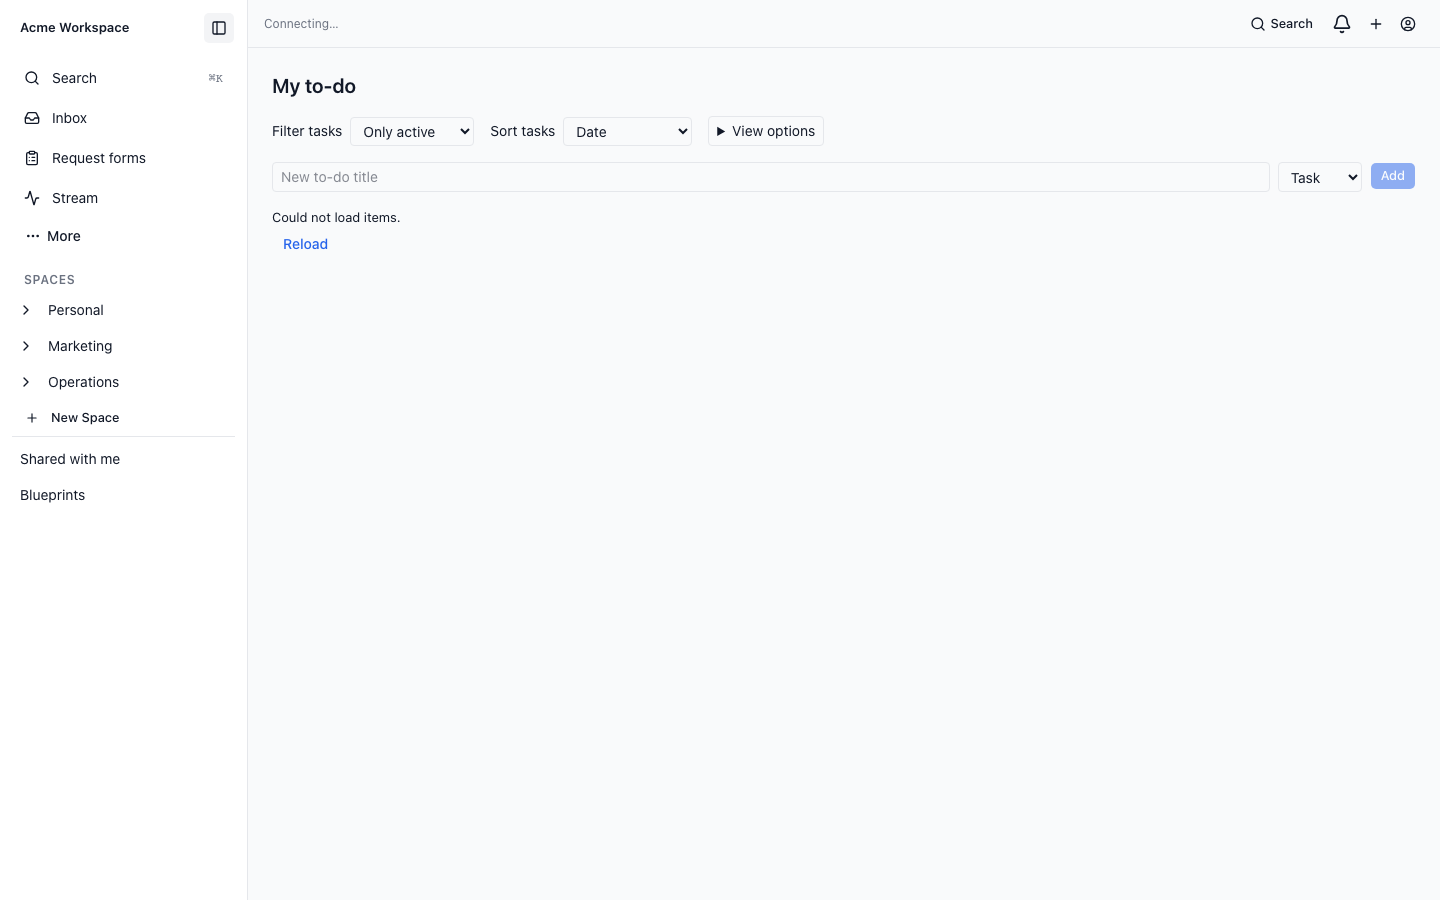 Acme Workspace
Search ⌘K
Inbox
Request forms
Stream
More
SPACES
Personal
Marketing
Operations
New Space
Shared with me
Blueprints
Connecting...
Search
My to-do
Filter tasks Only active Sort tasks Date View options
New to-do title Task Add
Could not load items.
Reload